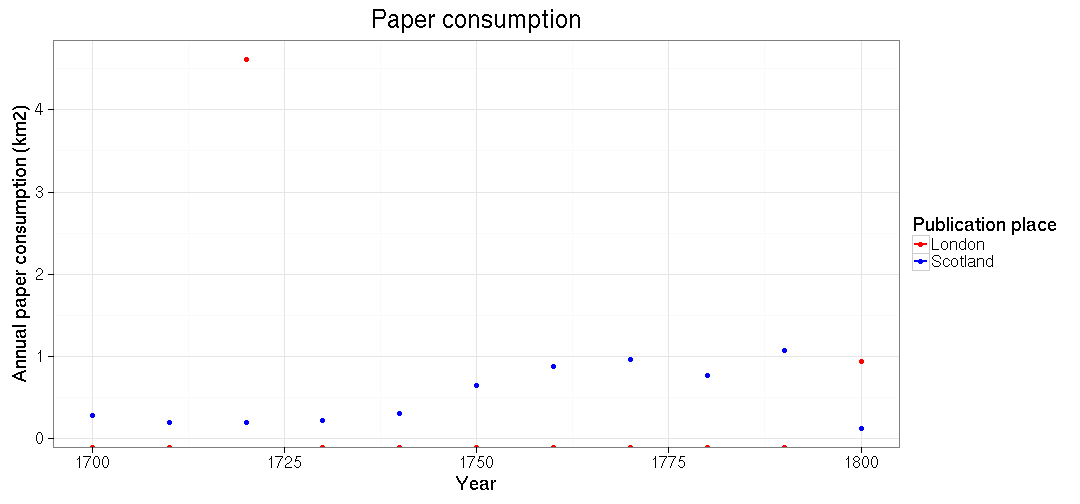 Paper consumption
Annual paper consumption (km2)
4
3
2
1
0
1700 1725 1750 1775 1800
Year
Publication place
London
Scotland